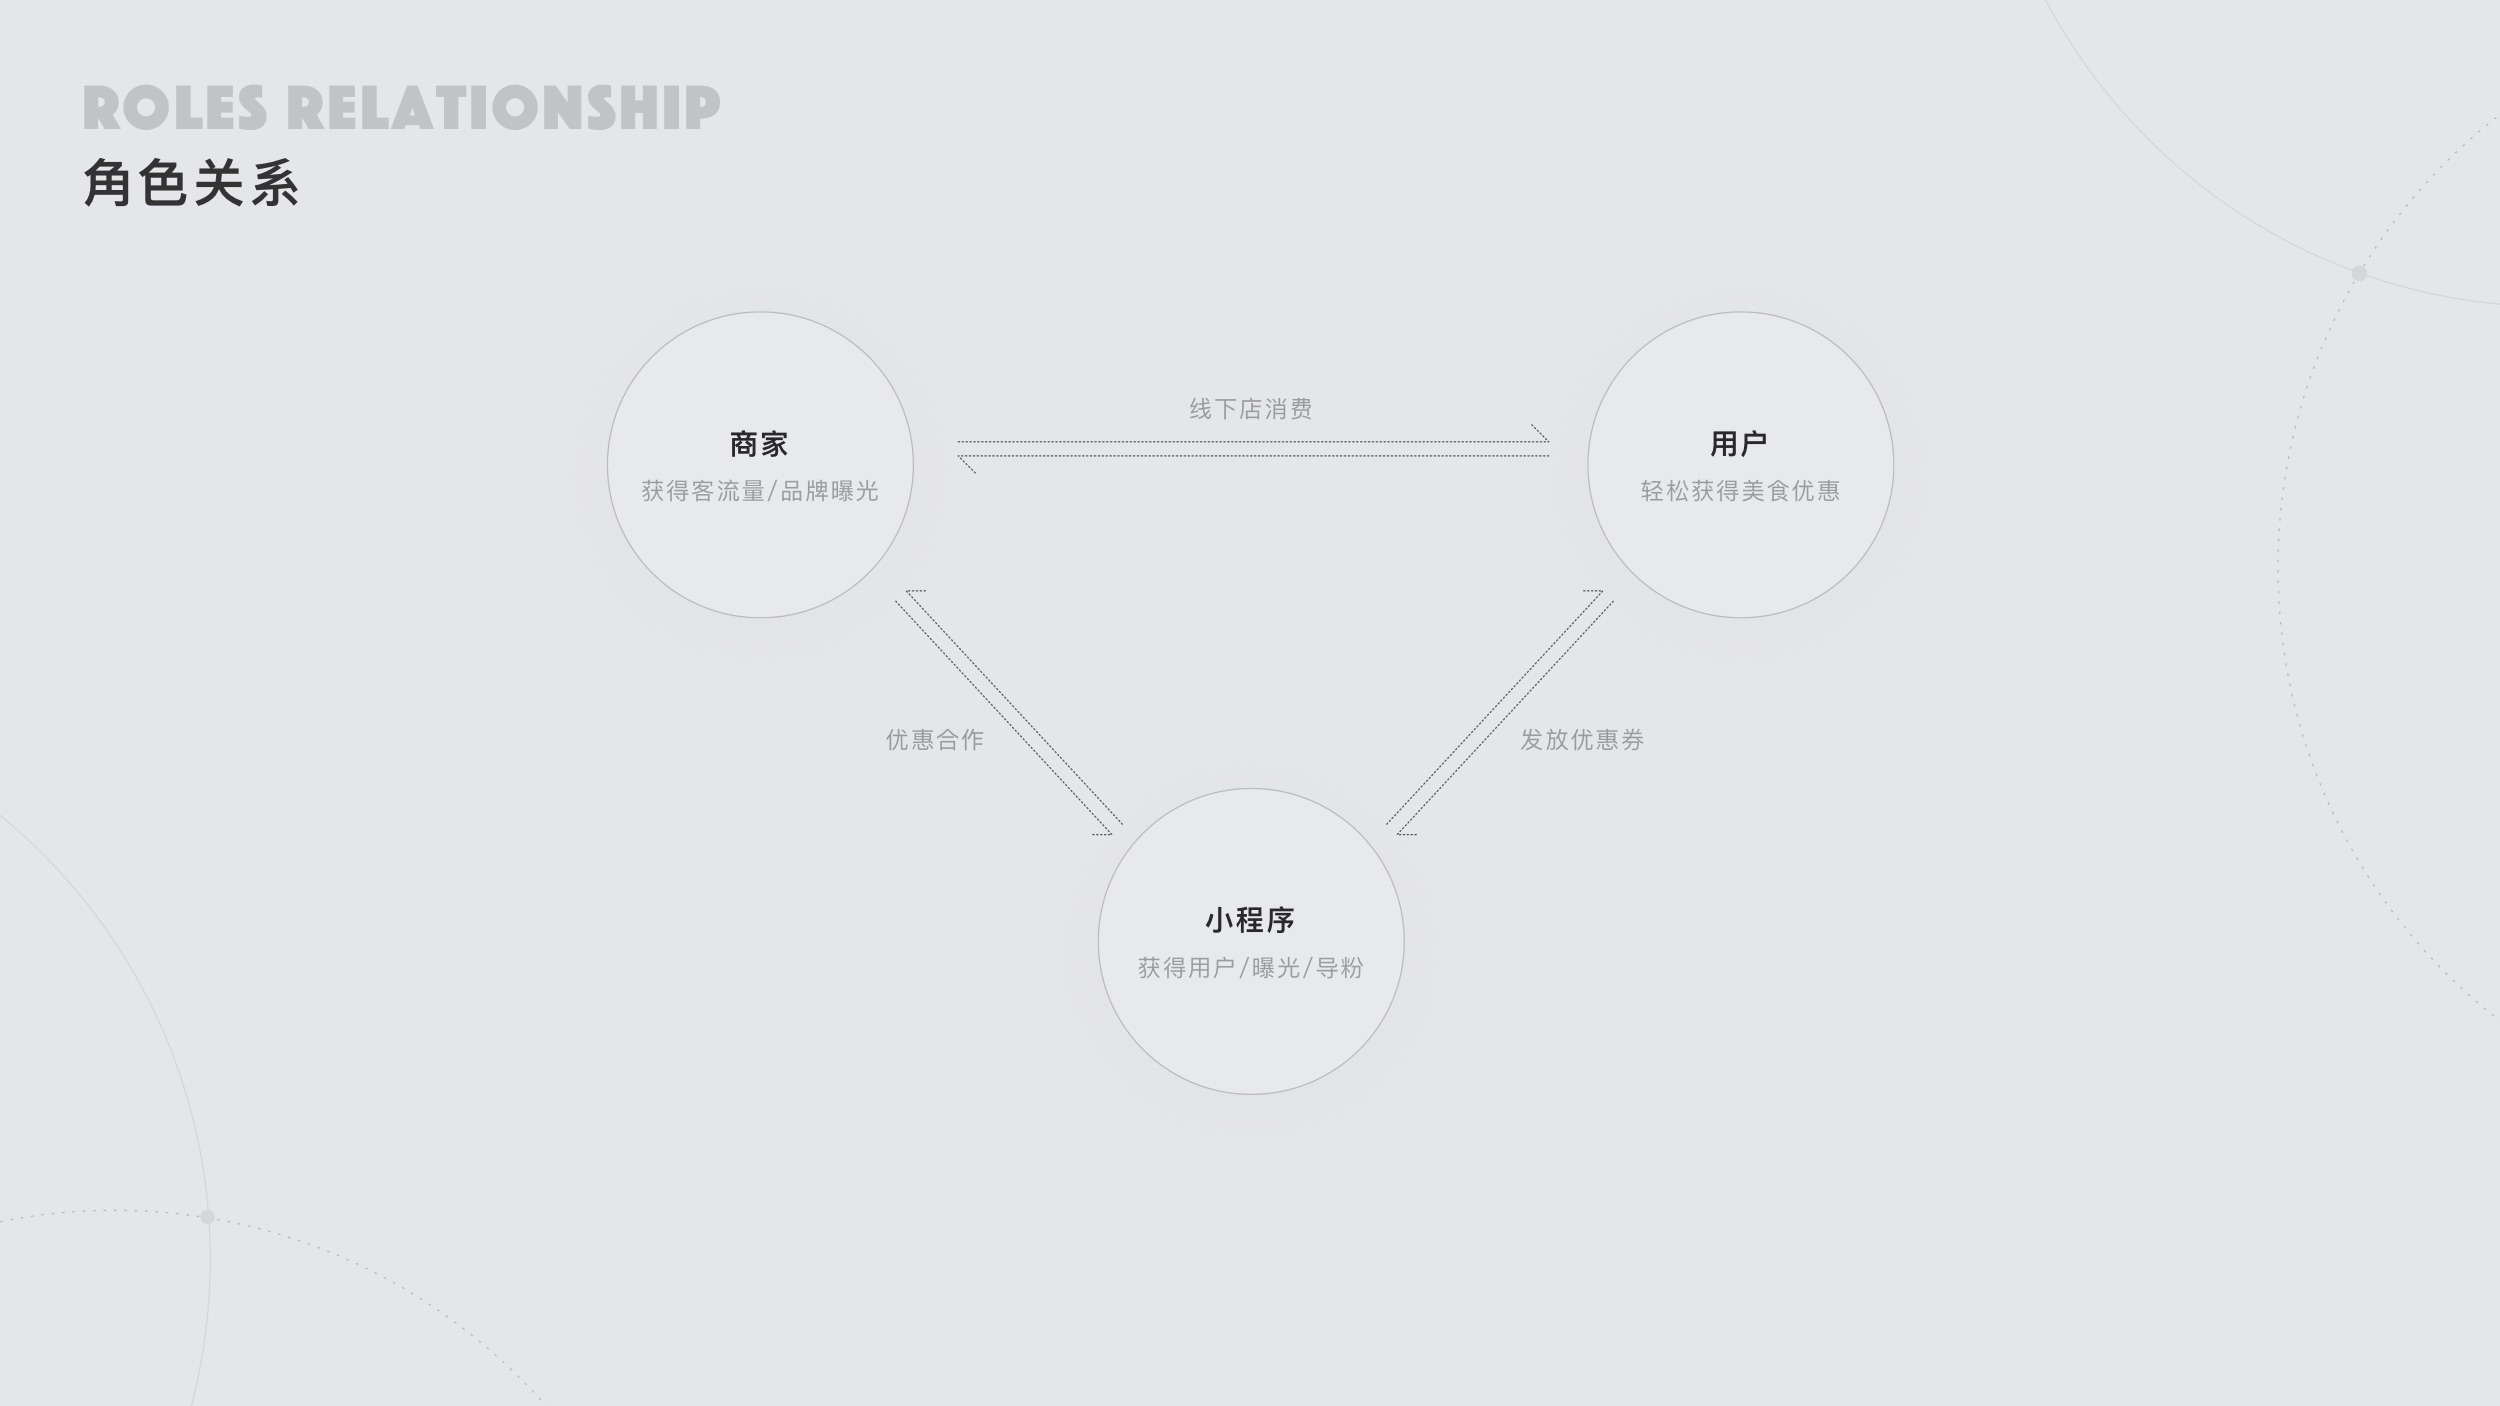 ROLES RELATIONSHIP
角色关系
线下店消费
商家
获得客流量/品牌曝光
用户
轻松获得美食优惠
优惠合作
发放优惠券
小程序
获得用户/曝光/导粉